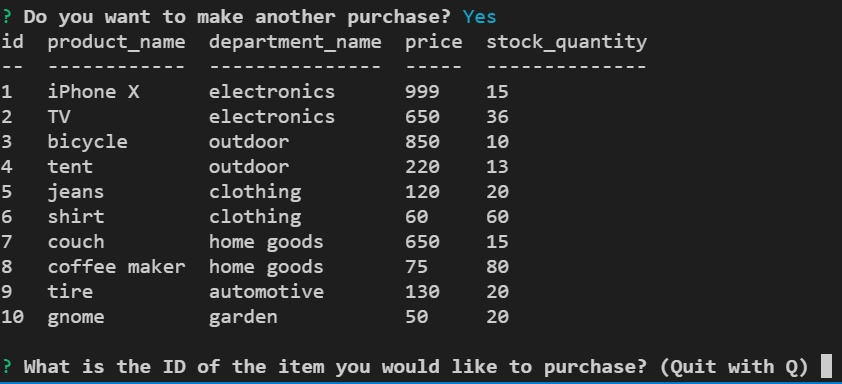 ? Do you want to make another purchase? Yes
id  product_name  department_name  price  stock_quantity
--  ------------  ---------------  -----  --------------
1   iPhone X      electronics      999    15
2   TV            electronics      650    36
3   bicycle       outdoor          850    10
4   tent          outdoor          220    13
5   jeans         clothing         120    20
6   shirt         clothing         60     60
7   couch         home goods       650    15
8   coffee maker  home goods       75     80
9   tire          automotive       130    20
10  gnome         garden           50     20
? What is the ID of the item you would like to purchase? (Quit with Q)